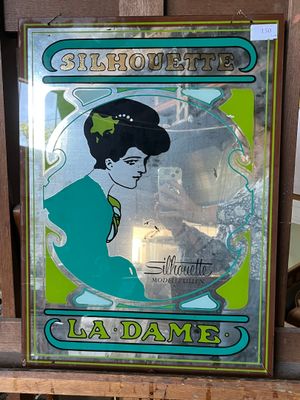 150
SILHOUETTE
Silhouette
MODELLBRILLEN
LA·DAME·